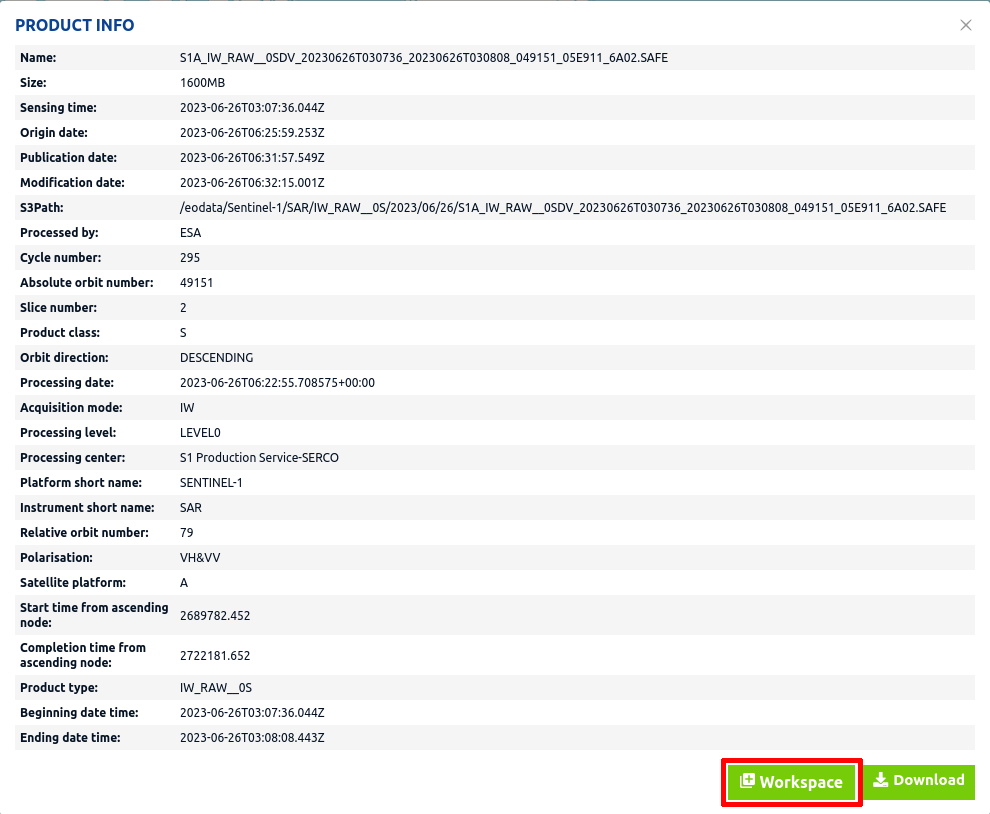 PRODUCT INFO
Name: S1A_IW_RAW__0SDV_20230626T030736_20230626T030808_049151_05E911_6A02.SAFE
Size: 1600MB
Sensing time: 2023-06-26T03:07:36.044Z
Origin date: 2023-06-26T06:25:59.253Z
Publication date: 2023-06-26T06:31:57.549Z
Modification date: 2023-06-26T06:32:15.001Z
S3Path: /eodata/Sentinel-1/SAR/IW_RAW__0S/2023/06/26/S1A_IW_RAW__0SDV_20230626T030736_20230626T030808_049151_05E911_6A02.SAFE
Processed by: ESA
Cycle number: 295
Absolute orbit number: 49151
Slice number: 2
Product class: S
Orbit direction: DESCENDING
Processing date: 2023-06-26T06:22:55.708575+00:00
Acquisition mode: IW
Processing level: LEVEL0
Processing center: S1 Production Service-SERCO
Platform short name: SENTINEL-1
Instrument short name: SAR
Relative orbit number: 79
Polarisation: VH&VV
Satellite platform: A
Start time from ascending
node: 2689782.452
Completion time from
ascending node: 2722181.652
Product type: IW_RAW__0S
Beginning date time: 2023-06-26T03:07:36.044Z
Ending date time: 2023-06-26T03:08:08.443Z
Workspace Download